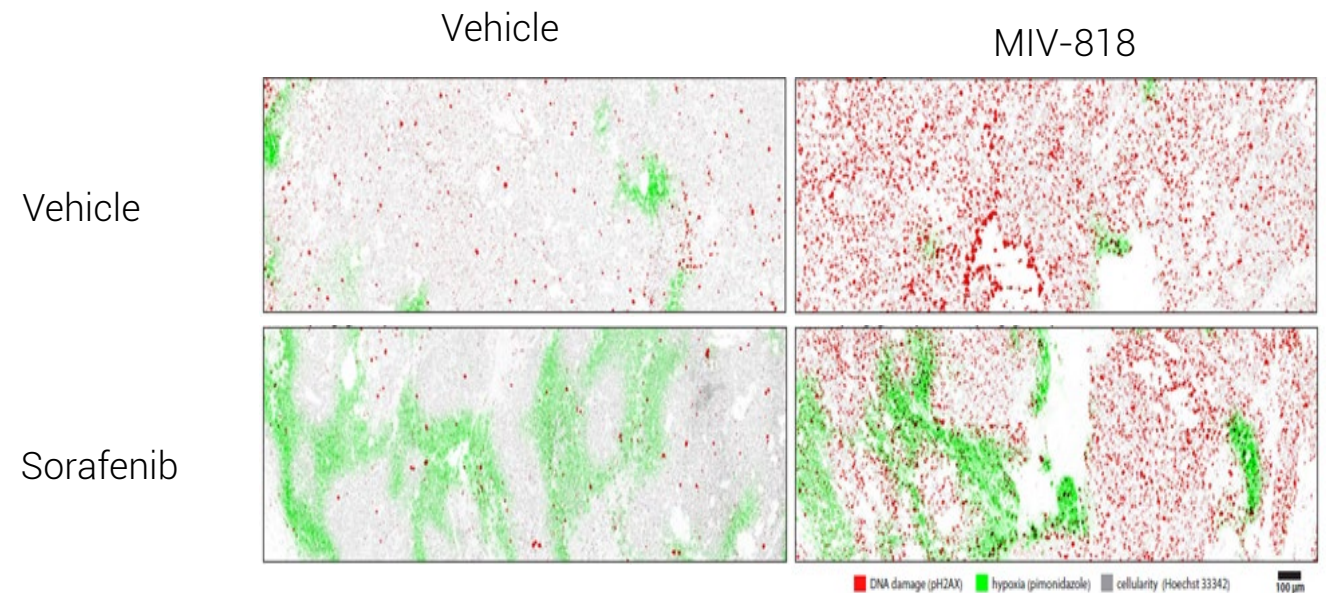 Vehicle
MIV-818
Vehicle
Sorafenib
DNA damage (pH2AX) hypoxia (pimonidazole) cellularity (Hoechst 33342)
100 µm